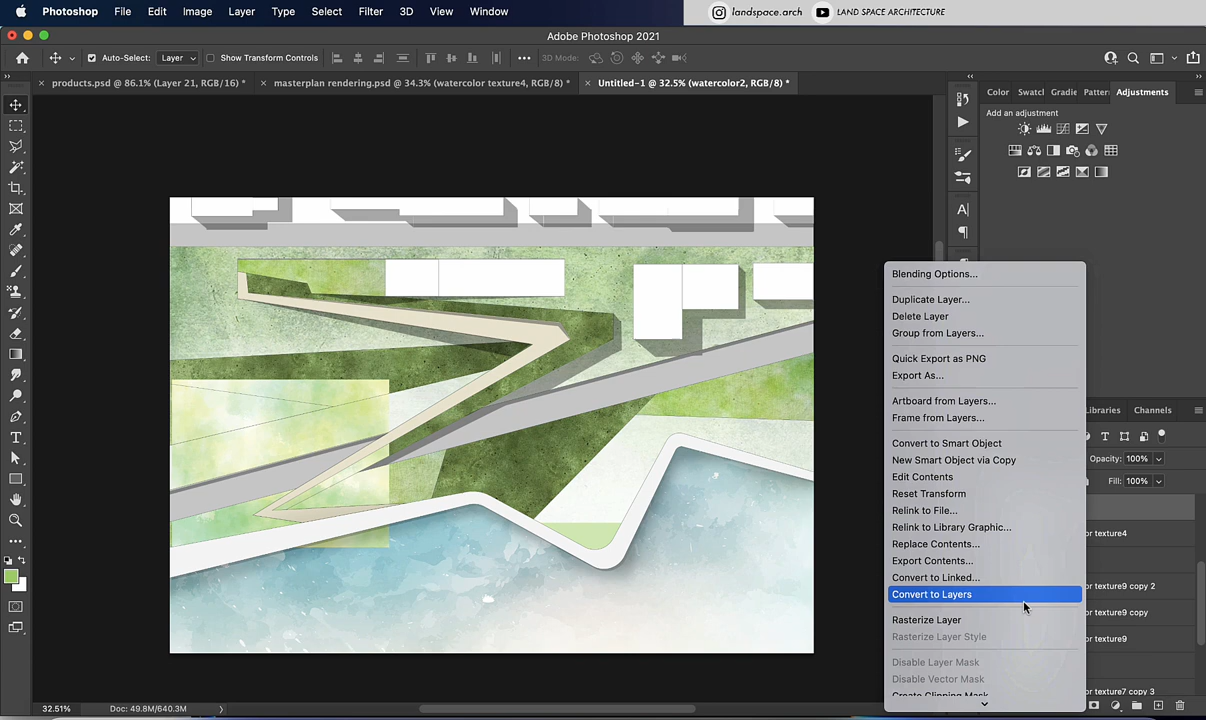 Photoshop File Edit Image Layer Type Select Filter 3D View Window
landspace.arch LAND SPACE ARCHITECTURE
Adobe Photoshop 2021
Auto-Select: Layer Show Transform Controls 3D Mode:
products.psd @ 86.1% (Layer 21, RGB/16) *
masterplan rendering.psd @ 34.3% (watercolor texture4, RGB/8) *
Untitled-1 @ 32.5% (watercolor2, RGB/8) *
Color Swatcl Gradie Patterr Adjustments
Add an adjustment
Blending Options...
Duplicate Layer...
Delete Layer
Group from Layers...
Quick Export as PNG
Export As...
Artboard from Layers...
Frame from Layers...
Convert to Smart Object
New Smart Object via Copy
Edit Contents
Reset Transform
Relink to File...
Relink to Library Graphic...
Replace Contents...
Export Contents...
Convert to Linked...
Convert to Layers
Rasterize Layer
Rasterize Layer Style
Disable Layer Mask
Disable Vector Mask
Create Clipping Mask
ibraries Channels
Opacity: 100%
Fill: 100%
or texture4
or texture9 copy 2
or texture9 copy
or texture9
or texture7 copy 3
32.51% Doc: 49.8M/640.3M